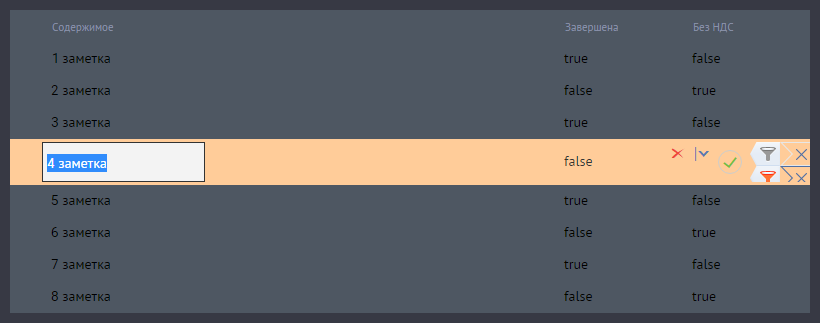 Содержимое Завершена Без НДС
1 заметка true false
2 заметка false true
3 заметка true false
4 заметка false
5 заметка true false
6 заметка false true
7 заметка true false
8 заметка false true